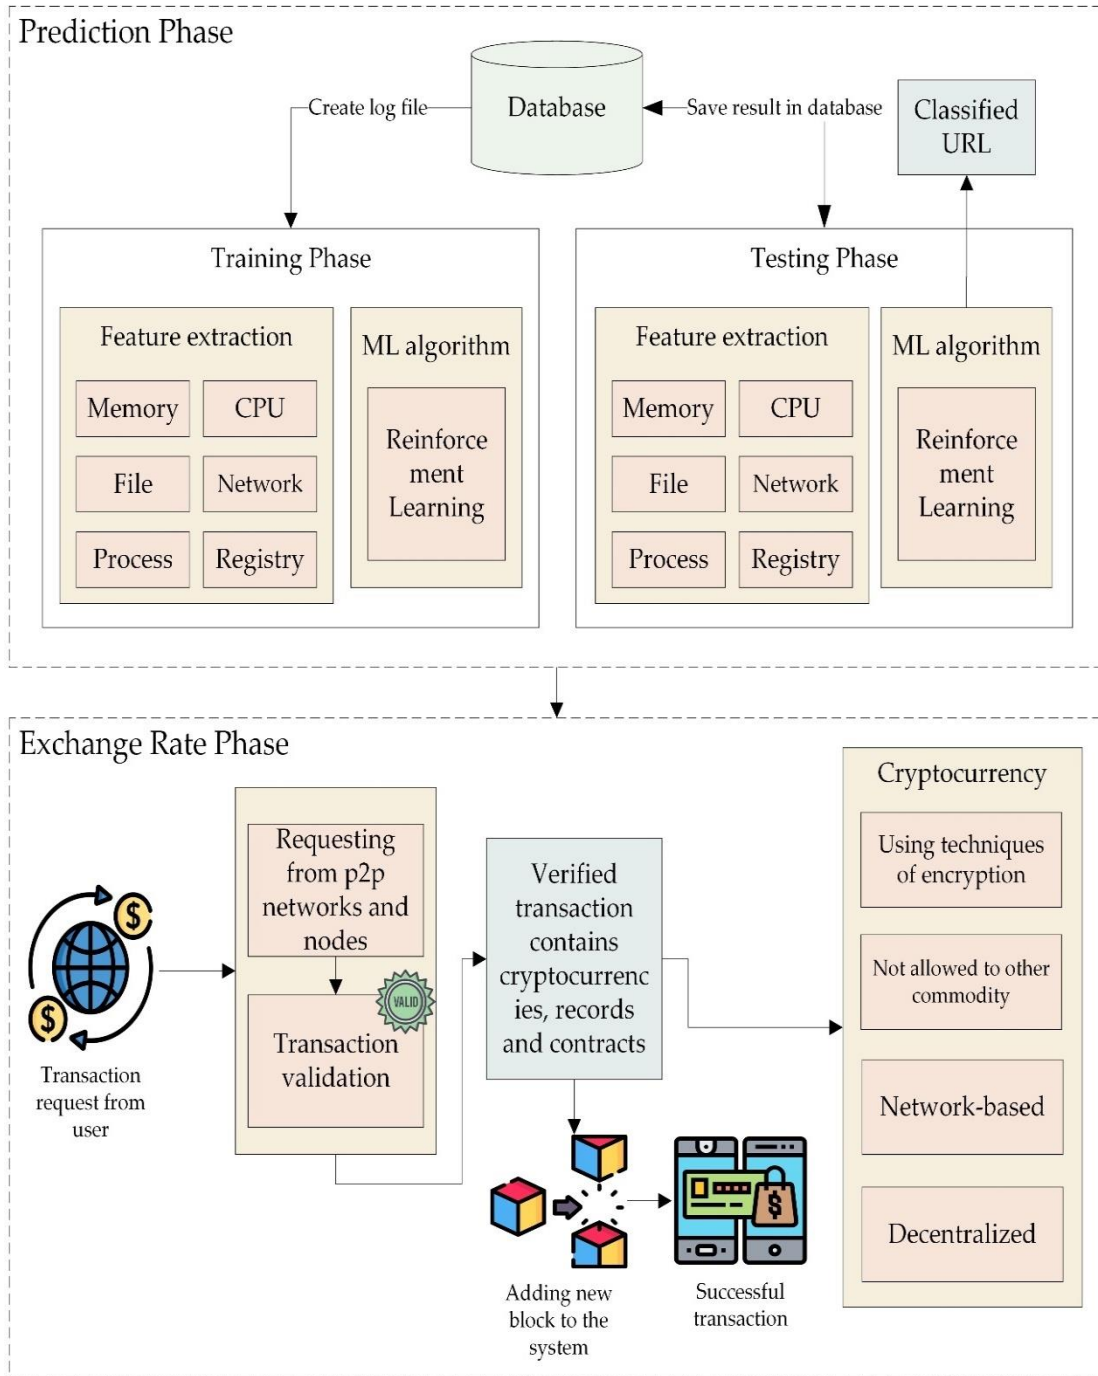 Prediction Phase
Database
Create log file
Save result in database
Classified
URL
Training Phase
Feature extraction
Memory
CPU
File
Network
Process
Registry
ML algorithm
Reinforce
ment
Learning
Testing Phase
Feature extraction
Memory
CPU
File
Network
Process
Registry
ML algorithm
Reinforce
ment
Learning
Exchange Rate Phase
Transaction
request from
user
Requesting
from p2p
networks and
nodes
VALID
Transaction
validation
Verified
transaction
contains
cryptocurrenc
ies, records
and contracts
Adding new
block to the
system
Successful
transaction
Cryptocurrency
Using techniques
of encryption
Not allowed to other
commodity
Network-based
Decentralized